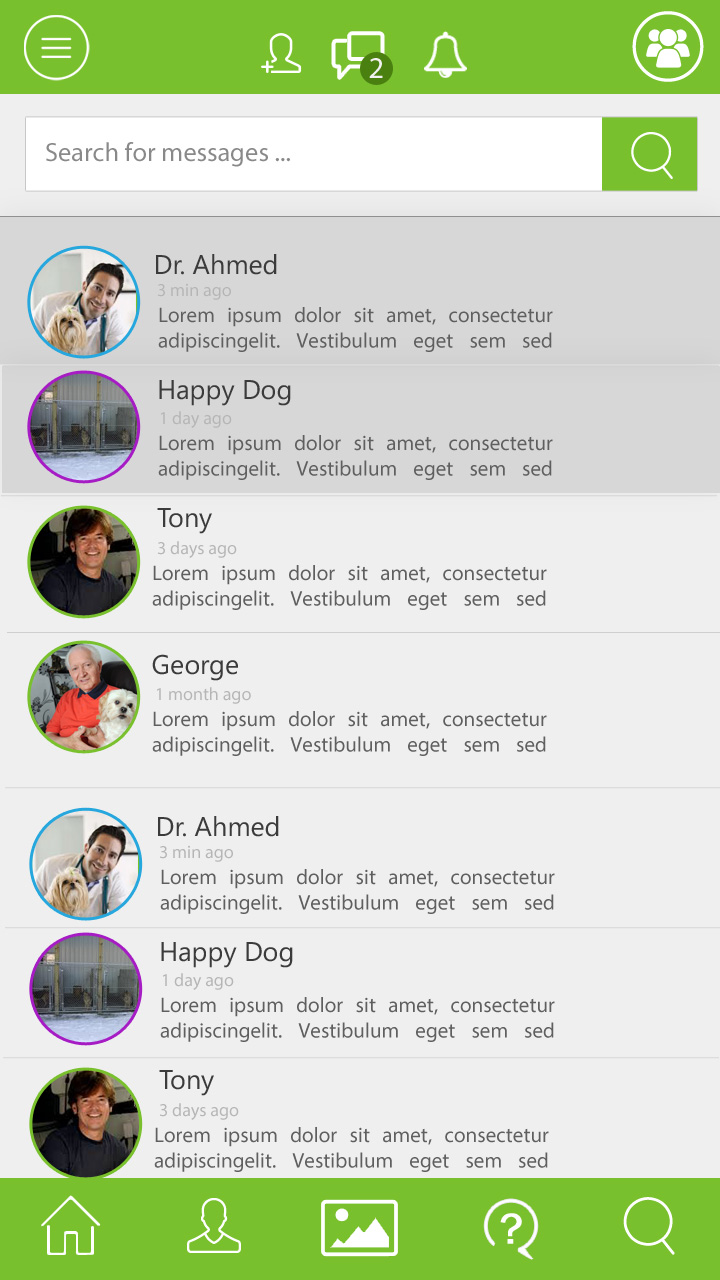 2
Search for messages ...
Dr. Ahmed
3 min ago
Lorem ipsum dolor sit amet, consectetur
adipiscingelit. Vestibulum eget sem sed
Happy Dog
1 day ago
Lorem ipsum dolor sit amet, consectetur
adipiscingelit. Vestibulum eget sem sed
Tony
3 days ago
Lorem ipsum dolor sit amet, consectetur
adipiscingelit. Vestibulum eget sem sed
George
1 month ago
Lorem ipsum dolor sit amet, consectetur
adipiscingelit. Vestibulum eget sem sed
Dr. Ahmed
3 min ago
Lorem ipsum dolor sit amet, consectetur
adipiscingelit. Vestibulum eget sem sed
Happy Dog
1 day ago
Lorem ipsum dolor sit amet, consectetur
adipiscingelit. Vestibulum eget sem sed
Tony
3 days ago
Lorem ipsum dolor sit amet, consectetur
adipiscingelit. Vestibulum eget sem sed
?